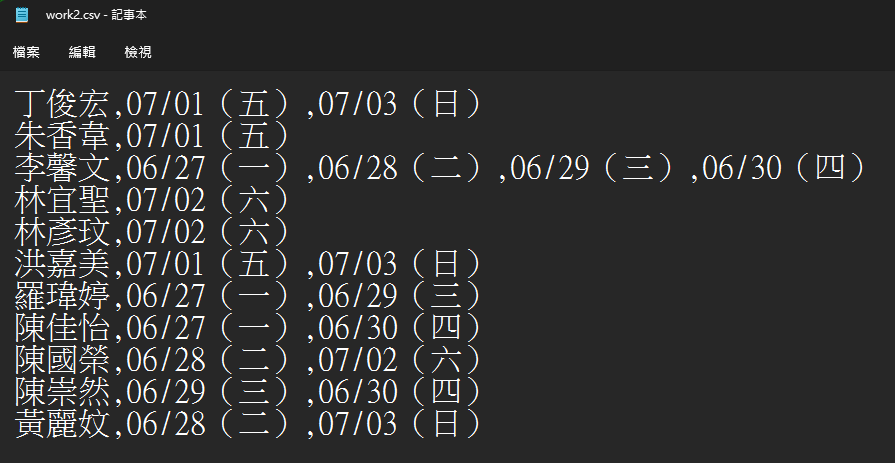 work2.csv - 記事本
檔案 編輯 檢視
丁俊宏,07/01（五）,07/03（日）
朱香韋,07/01（五）
李馨文,06/27（一）,06/28（二）,06/29（三）,06/30（四）
林宜聖,07/02（六）
林彥玟,07/02（六）
洪嘉美,07/01（五）,07/03（日）
羅瑋婷,06/27（一）,06/29（三）
陳佳怡,06/27（一）,06/30（四）
陳國榮,06/28（二）,07/02（六）
陳崇然,06/29（三）,06/30（四）
黃麗妏,06/28（二）,07/03（日）